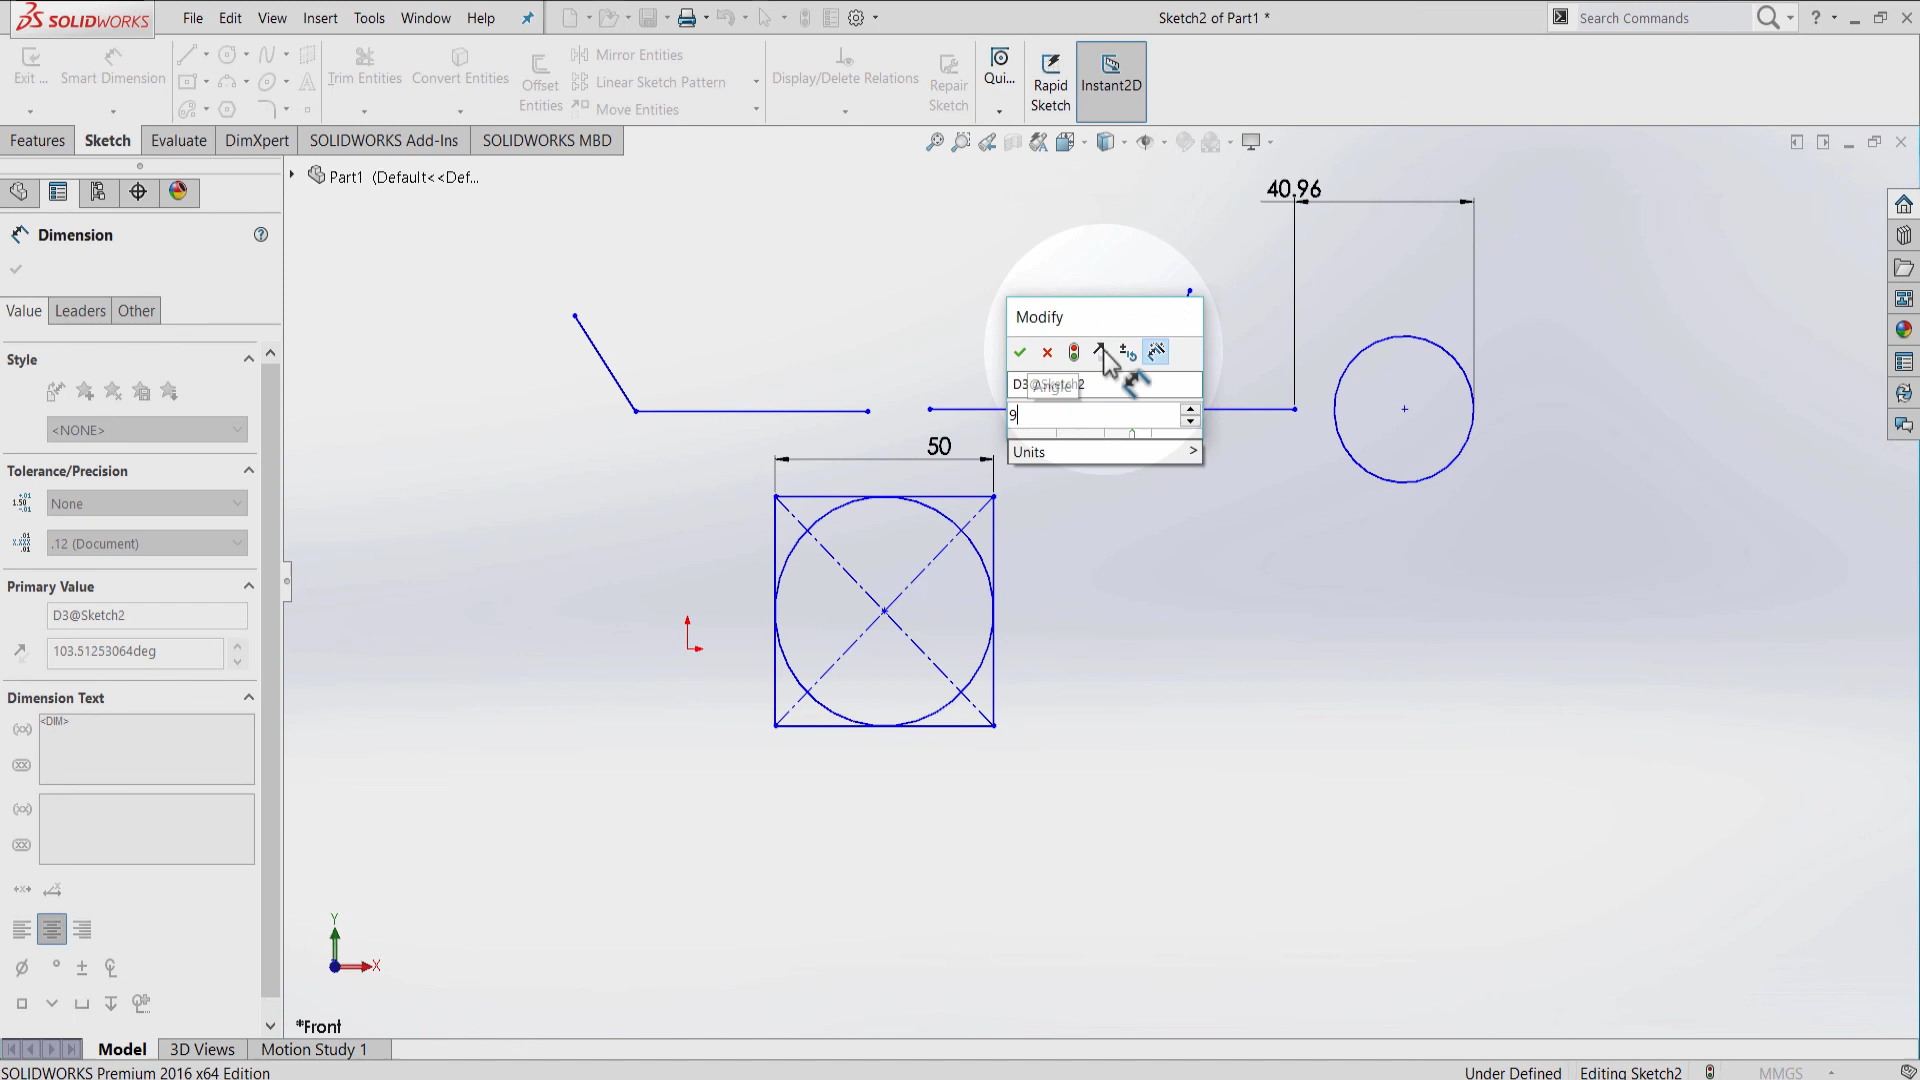 SOLIDWORKS File Edit View Insert Tools Window Help Sketch2 of Part1 * Search Commands ?
Exit ... Smart Dimension Trim Entities Convert Entities Offset Entities Mirror Entities Linear Sketch Pattern Move Entities Display/Delete Relations Repair Sketch Qui... Rapid Sketch Instant2D
Features Sketch Evaluate DimXpert SOLIDWORKS Add-Ins SOLIDWORKS MBD
Part1 (Default<<Def...
40.96
Dimension
Value Leaders Other
Modify
Style
D3@Sketch2
Angle
<NONE>
9
50
Units >
Tolerance/Precision
None
.12 (Document)
Primary Value
D3@Sketch2
103.51253064deg
Dimension Text
<DIM>
Y
X
*Front
Model 3D Views Motion Study 1
SOLIDWORKS Premium 2016 x64 Edition Under Defined Editing Sketch2 MMGS